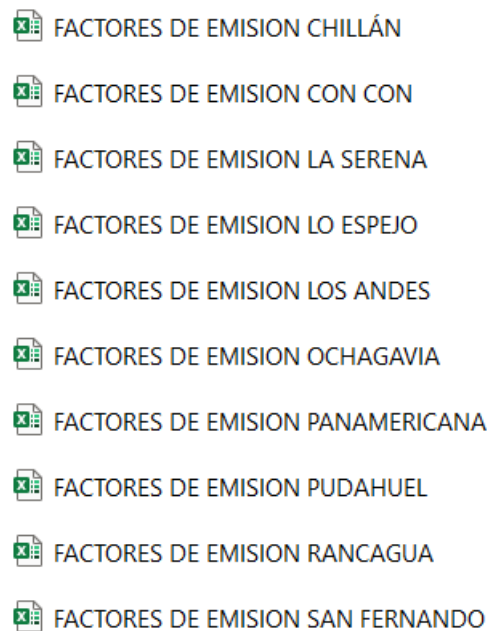 FACTORES DE EMISION CHILLÁN
FACTORES DE EMISION CON CON
FACTORES DE EMISION LA SERENA
FACTORES DE EMISION LO ESPEJO
FACTORES DE EMISION LOS ANDES
FACTORES DE EMISION OCHAGAVIA
FACTORES DE EMISION PANAMERICANA
FACTORES DE EMISION PUDAHUEL
FACTORES DE EMISION RANCAGUA
FACTORES DE EMISION SAN FERNANDO